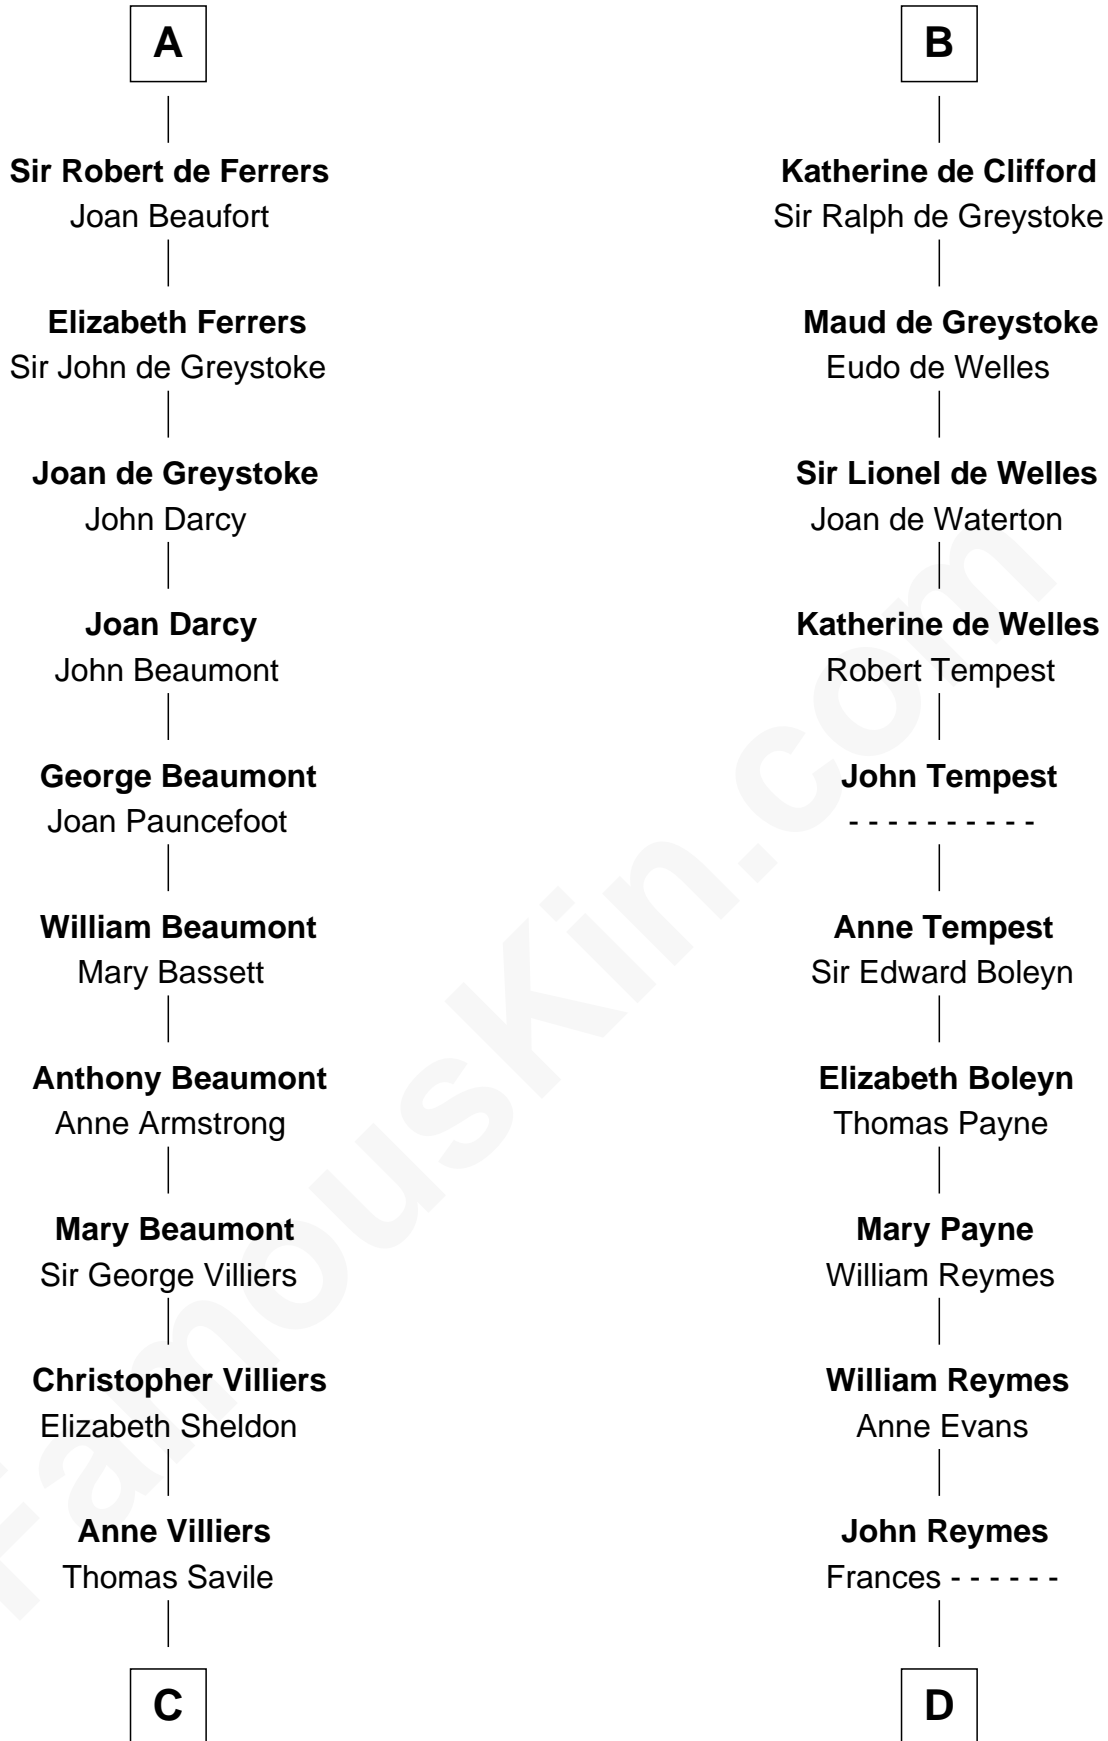 A
Sir Robert de Ferrers
Joan Beaufort
Elizabeth Ferrers
Sir John de Greystoke
Joan de Greystoke
John Darcy
Joan Darcy
John Beaumont
George Beaumont
Joan Pauncefoot
William Beaumont
Mary Bassett
Anthony Beaumont
Anne Armstrong
Mary Beaumont
Sir George Villiers
Christopher Villiers
Elizabeth Sheldon
Anne Villiers
Thomas Savile
C
B
Katherine de Clifford
Sir Ralph de Greystoke
Maud de Greystoke
Eudo de Welles
Sir Lionel de Welles
Joan de Waterton
Katherine de Welles
Robert Tempest
John Tempest
- - - - - - - - - -
Anne Tempest
Sir Edward Boleyn
Elizabeth Boleyn
Thomas Payne
Mary Payne
William Reymes
William Reymes
Anne Evans
John Reymes
Frances - - - - - -
D
FamousKin.com